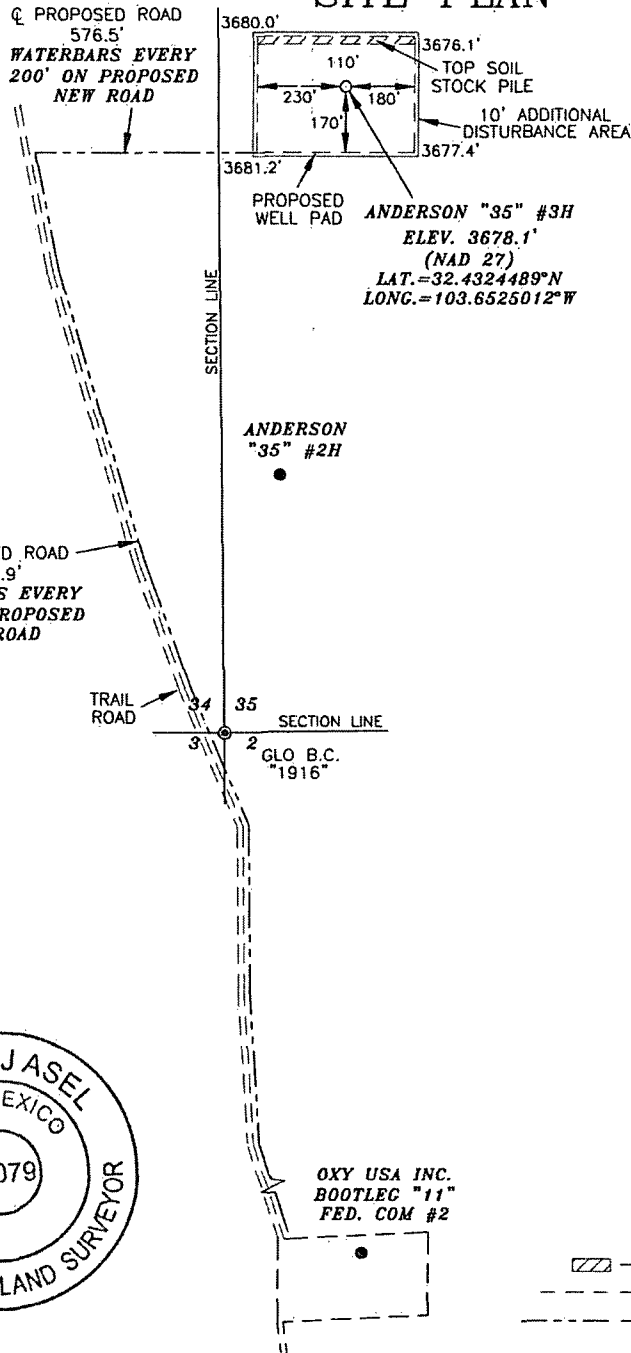 SITE PLAN
℄ PROPOSED ROAD
576.5'
WATERBARS EVERY
200' ON PROPOSED
NEW ROAD
3680.0'
3676.1'
TOP SOIL
STOCK PILE
110'
230'
180'
170'
10' ADDITIONAL
DISTURBANCE AREA
3681.2'
3677.4'
PROPOSED
WELL PAD
ANDERSON "35" #3H
ELEV. 3678.1'
(NAD 27)
LAT.=32.4324489°N
LONG.=103.6525012°W
SECTION LINE
ANDERSON
"35" #2H
ROAD
.9'
EVERY
ROAD
TRAIL
ROAD
34
35
SECTION LINE
3
2
GLO B.C.
"1916"
J ASEL
079
LAND SURVEYOR
OXY USA INC.
BOOTLEG "11"
FED. COM #2